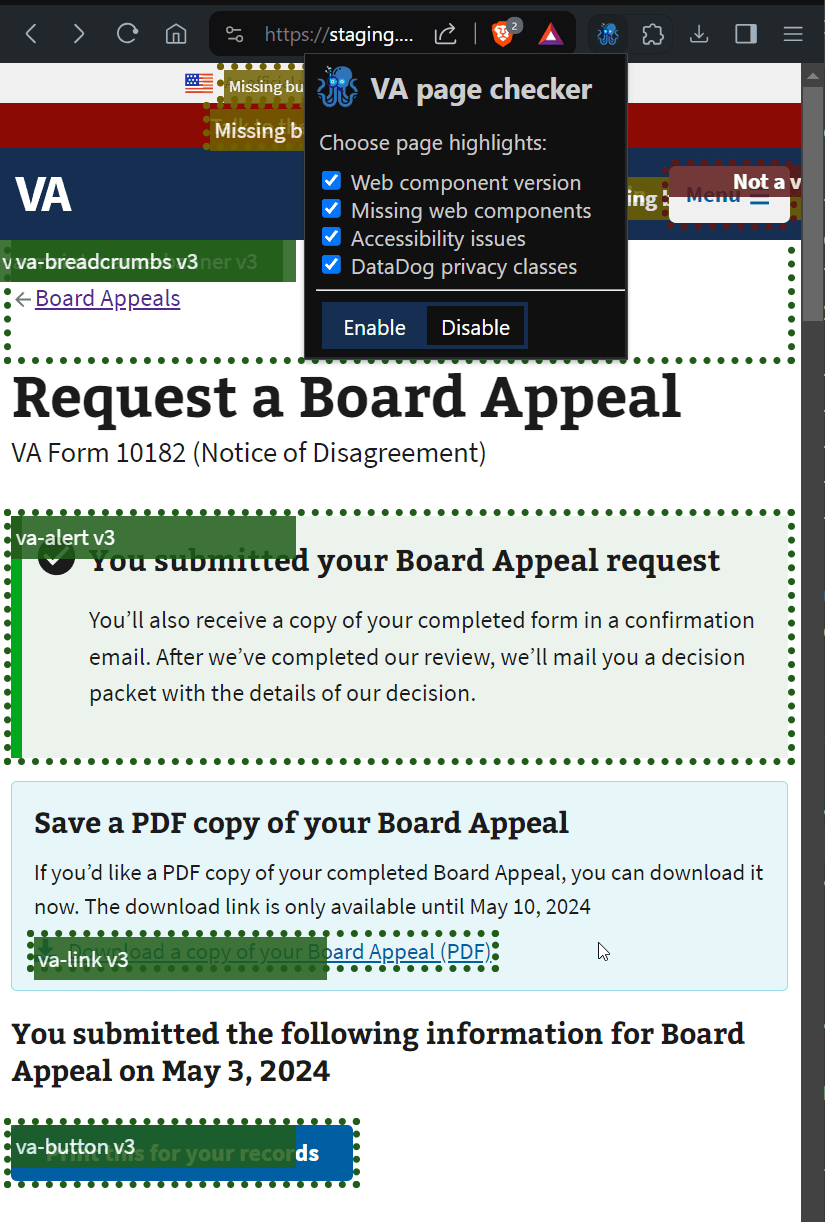 https://staging....
2
Missing bu
Missing b
VA page checker
Choose page highlights:
Web component version
Missing web components
Accessibility issues
DataDog privacy classes
Enable Disable
VA
ing
Not a v
Menu
va-breadcrumbs v3
Board Appeals
Request a Board Appeal
VA Form 10182 (Notice of Disagreement)
va-alert v3
You submitted your Board Appeal request
You’ll also receive a copy of your completed form in a confirmation
email. After we’ve completed our review, we’ll mail you a decision
packet with the details of our decision.
Save a PDF copy of your Board Appeal
If you’d like a PDF copy of your completed Board Appeal, you can download it
now. The download link is only available until May 10, 2024
Download a copy of your Board Appeal (PDF)
va-link v3
You submitted the following information for Board
Appeal on May 3, 2024
va-button v3
Print this for your records